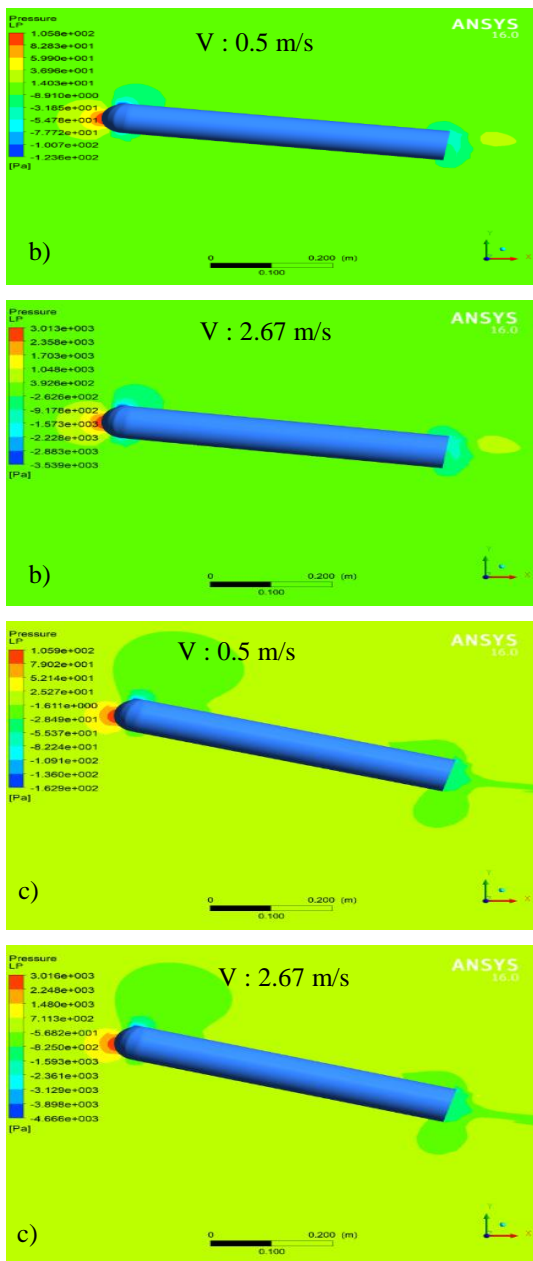 Pressure
LP
1.058e+002
8.283e+001
5.990e+001
3.696e+001
1.403e+001
-8.910e+000
-3.185e+001
-5.478e+001
-7.772e+001
-1.007e+002
-1.236e+002
[Pa]
V : 0.5 m/s
ANSYS
16.0
b)
0 0.200 (m)
0.100
Y
X
Pressure
LP
3.013e+003
2.358e+003
1.703e+003
1.048e+003
3.926e+002
-2.626e+002
-9.178e+002
-1.573e+003
-2.228e+003
-2.883e+003
-3.539e+003
[Pa]
V : 2.67 m/s
ANSYS
16.0
b)
0 0.200 (m)
0.100
Y
X
Pressure
LP
1.059e+002
7.902e+001
5.214e+001
2.527e+001
-1.611e+000
-2.849e+001
-5.537e+001
-8.224e+001
-1.091e+002
-1.360e+002
-1.629e+002
[Pa]
V : 0.5 m/s
ANSYS
16.0
c)
0 0.200 (m)
0.100
Y
X
Pressure
LP
3.016e+003
2.248e+003
1.480e+003
7.113e+002
-5.682e+001
-8.250e+002
-1.593e+003
-2.361e+003
-3.129e+003
-3.898e+003
-4.666e+003
[Pa]
V : 2.67 m/s
ANSYS
16.0
c)
0 0.200 (m)
0.100
Y
X